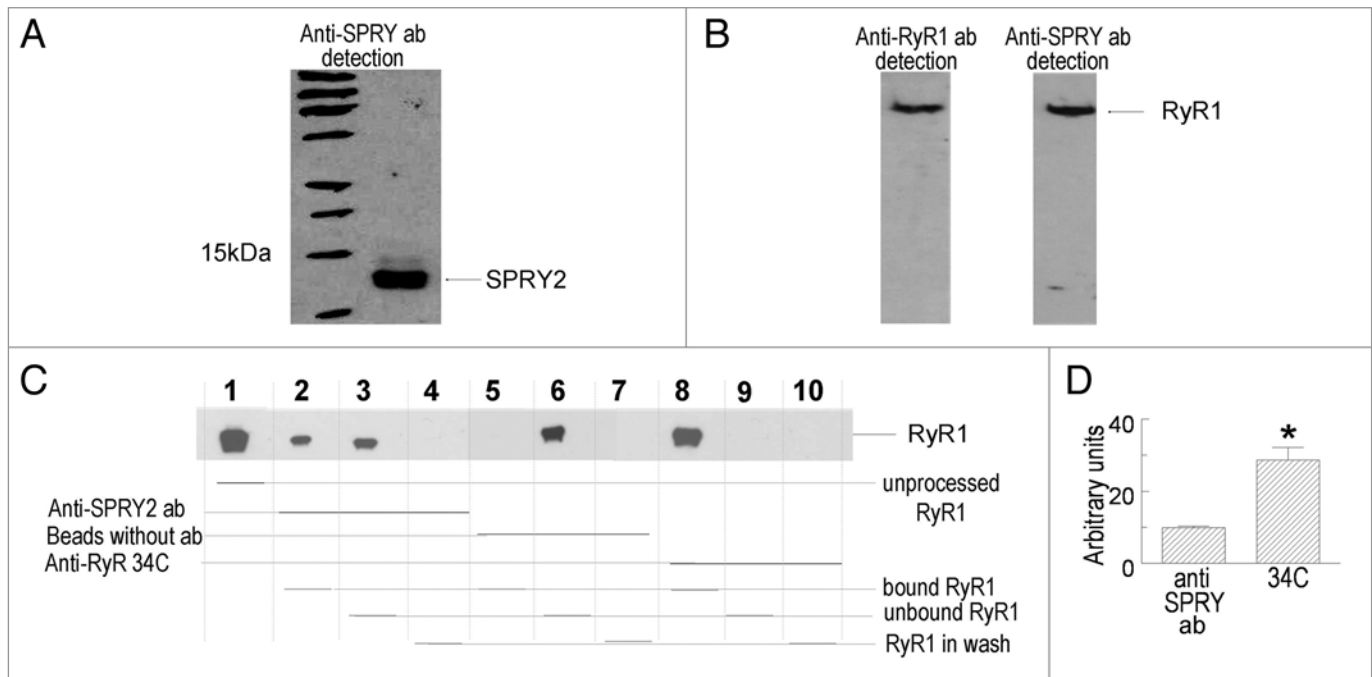 A
Anti-SPRY ab
detection
15kDa
SPRY2
B
Anti-RyR1 ab
detection
Anti-SPRY ab
detection
RyR1
C
1 2 3 4 5 6 7 8 9 10
RyR1
unprocessed
RyR1
Anti-SPRY2 ab
Beads without ab
Anti-RyR 34C
bound RyR1
unbound RyR1
RyR1 in wash
D
Arbitrary units
40
20
0
*
anti
SPRY
ab
34C